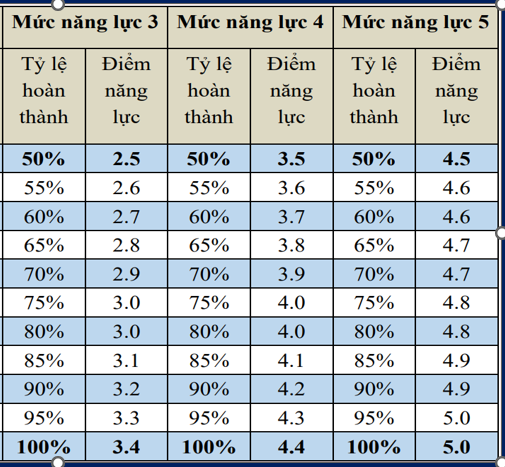 Mức năng lực 3 Mức năng lực 4 Mức năng lực 5
Tỷ lệ hoàn thành Điểm năng lực Tỷ lệ hoàn thành Điểm năng lực Tỷ lệ hoàn thành Điểm năng lực
50% 2.5 50% 3.5 50% 4.5
55% 2.6 55% 3.6 55% 4.6
60% 2.7 60% 3.7 60% 4.6
65% 2.8 65% 3.8 65% 4.7
70% 2.9 70% 3.9 70% 4.7
75% 3.0 75% 4.0 75% 4.8
80% 3.0 80% 4.0 80% 4.8
85% 3.1 85% 4.1 85% 4.9
90% 3.2 90% 4.2 90% 4.9
95% 3.3 95% 4.3 95% 5.0
100% 3.4 100% 4.4 100% 5.0